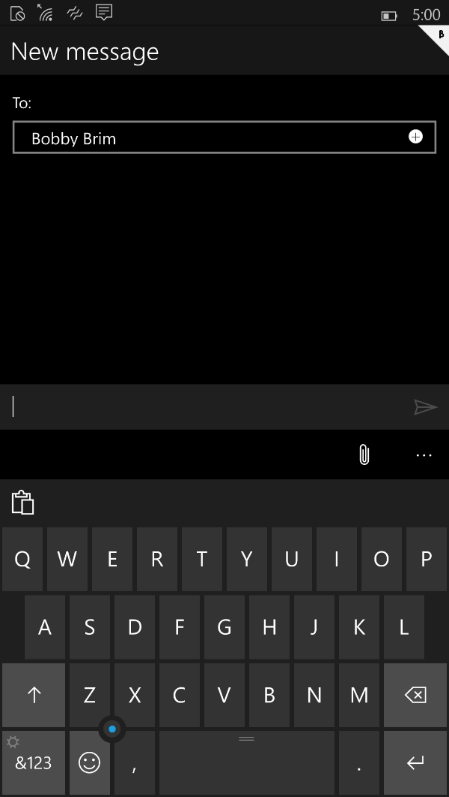 5:00
B
New message
To:
Bobby Brim
...
Q W E R T Y U I O P
A S D F G H J K L
Z X C V B N M
&123 , .